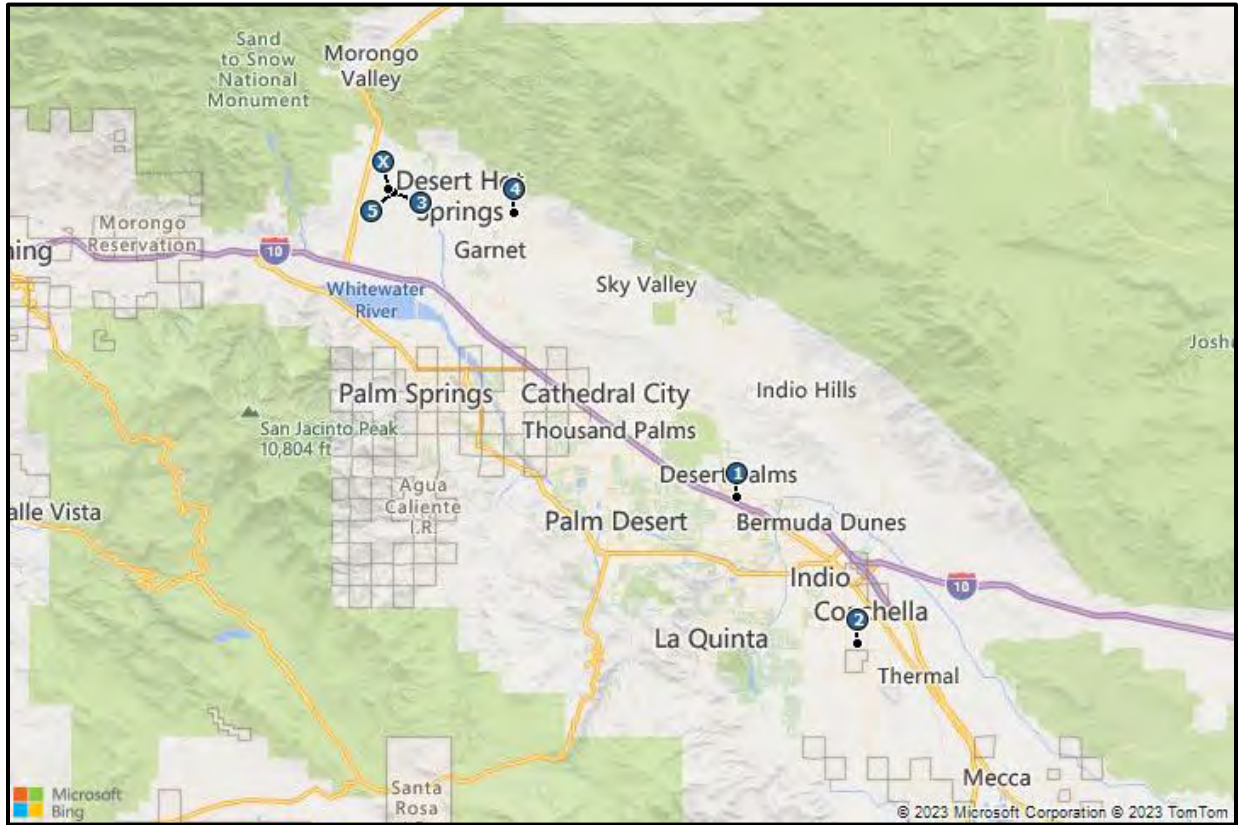 Sand
to Snow
National
Monument
Morongo
Valley
X
Desert Hot
Springs
4
3
5
Morongo
Reservation
Garnet
ning
10
Sky Valley
Whitewater
River
Joshu
Palm Springs
Cathedral City
Indio Hills
San Jacinto Peak
10,804 ft
Thousand Palms
Desert Palms
1
Agua
Caliente
I.R.
alle Vista
Palm Desert
Bermuda Dunes
Indio
10
Coachella
2
La Quinta
Thermal
Mecca
Santa
Rosa
Microsoft
Bing
© 2023 Microsoft Corporation © 2023 TomTom